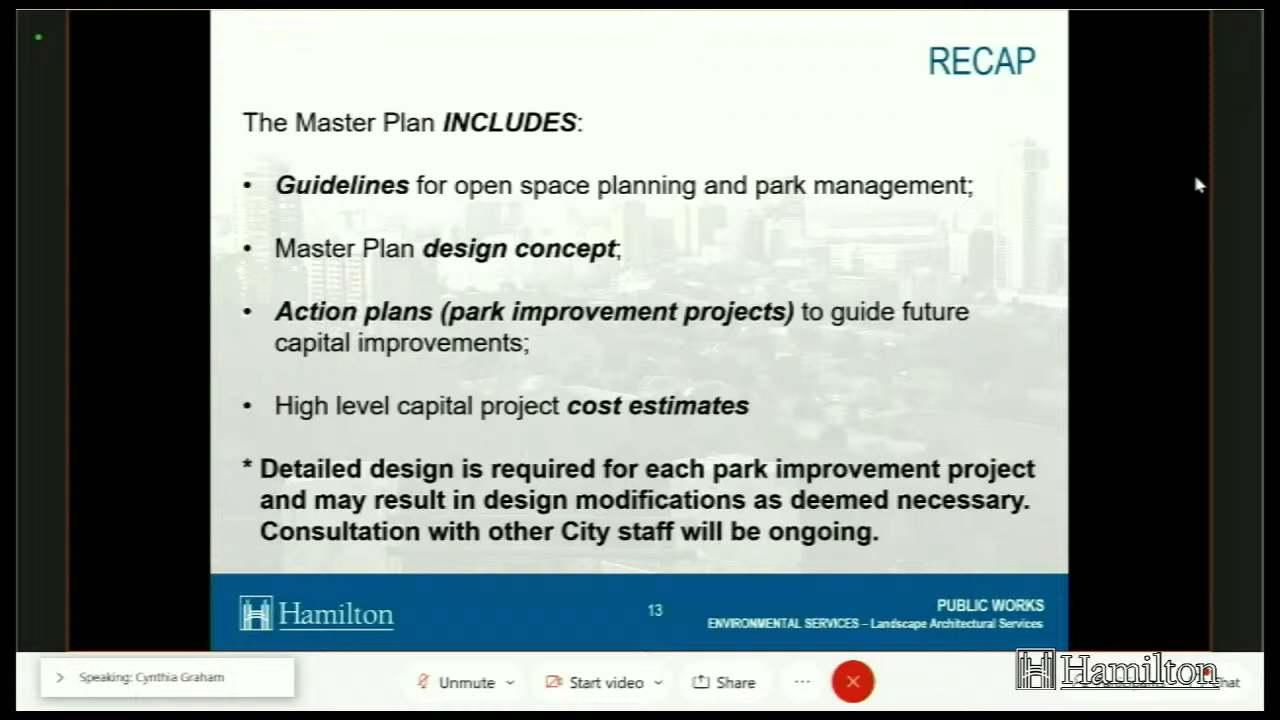 RECAP
The Master Plan INCLUDES:
• Guidelines for open space planning and park management;
• Master Plan design concept;
• Action plans (park improvement projects) to guide future
capital improvements;
• High level capital project cost estimates
* Detailed design is required for each park improvement project
and may result in design modifications as deemed necessary.
Consultation with other City staff will be ongoing.
Hamilton
13
PUBLIC WORKS
ENVIRONMENTAL SERVICES – Landscape Architectural Services
Speaking: Cynthia Graham
Unmute
Start video
Share
Hamilton